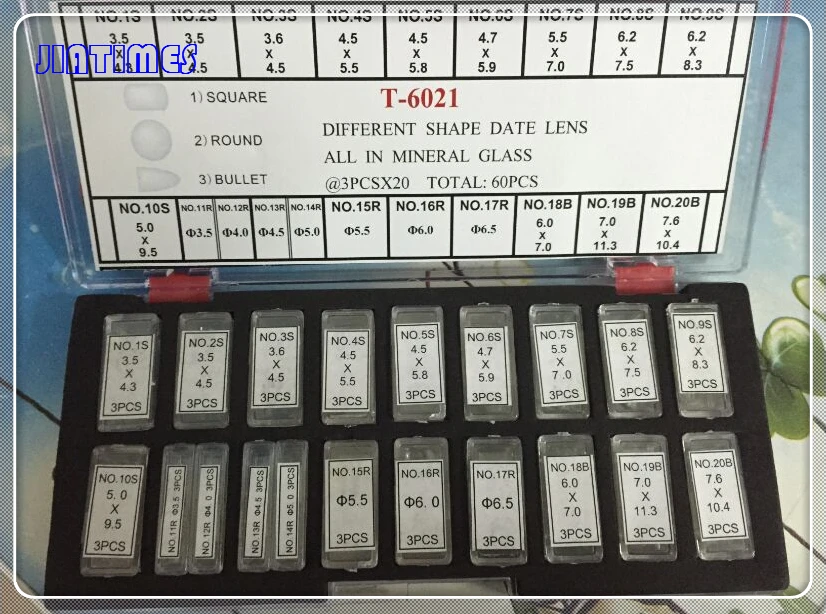 NO.1S NO.2S NO.3S NO.4S NO.5S NO.6S NO.7S NO.8S NO.9S
3.5 3.5 3.6 4.5 4.5 4.7 5.5 6.2 6.2
X X X X X X X X X
4.3 4.5 4.5 5.5 5.8 5.9 7.0 7.5 8.3
JIATIMES
1) SQUARE
2) ROUND
3) BULLET
T-6021
DIFFERENT SHAPE DATE LENS
ALL IN MINERAL GLASS
@3PCSX20 TOTAL: 60PCS
NO.10S NO.11R NO.12R NO.13R NO.14R NO.15R NO.16R NO.17R NO.18B NO.19B NO.20B
5.0 Φ3.5 Φ4.0 Φ4.5 Φ5.0 Φ5.5 Φ6.0 Φ6.5 6.0 7.0 7.6
X X X X
9.5 7.0 11.3 10.4
NO.1S NO.2S NO.3S NO.4S NO.5S NO.6S NO.7S NO.8S NO.9S
3.5 3.5 3.6 4.5 4.5 4.7 5.5 6.2 6.2
X X X X X X X X X
4.3 4.5 4.5 5.5 5.8 5.9 7.0 7.5 8.3
3PCS 3PCS 3PCS 3PCS 3PCS 3PCS 3PCS 3PCS 3PCS
NO.10S NO.15R NO.16R NO.17R NO.18B NO.19B NO.20B
5.0 Φ5.5 Φ6.0 Φ6.5 6.0 7.0 7.6
X X X X
9.5 7.0 11.3 10.4
3PCS 3PCS 3PCS 3PCS 3PCS 3PCS 3PCS
NO.11R Φ3.5 3PCS
NO.12R Φ4.0 3PCS
NO.13R Φ4.5 3PCS
NO.14R Φ5.0 3PCS